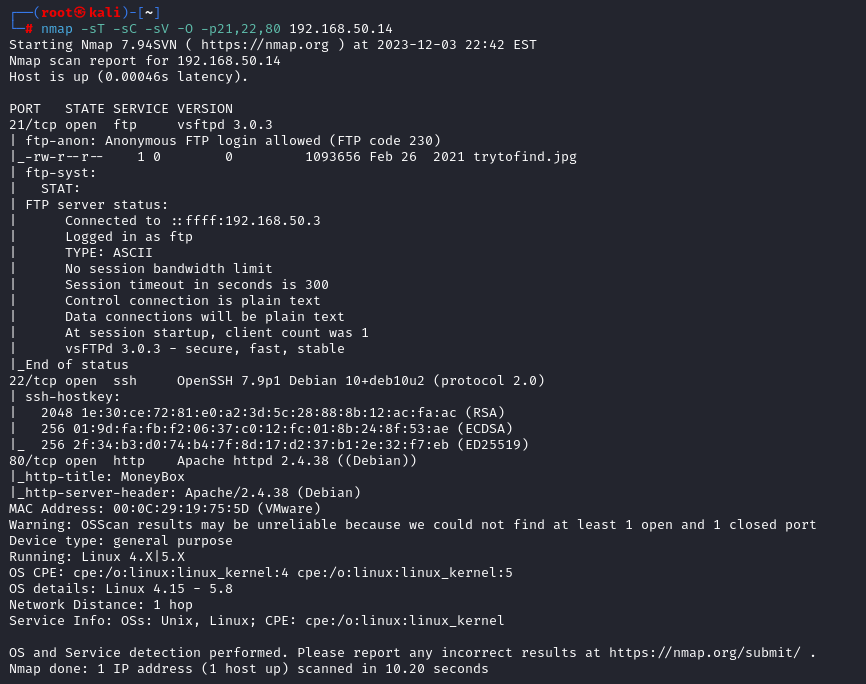 ┌──(root㉿kali)-[~]
└─# nmap -sT -sC -sV -O -p21,22,80 192.168.50.14
Starting Nmap 7.94SVN ( https://nmap.org ) at 2023-12-03 22:42 EST
Nmap scan report for 192.168.50.14
Host is up (0.00046s latency).

PORT   STATE SERVICE VERSION
21/tcp open  ftp     vsftpd 3.0.3
| ftp-anon: Anonymous FTP login allowed (FTP code 230)
|_-rw-r--r--    1 0        0         1093656 Feb 26  2021 trytofind.jpg
| ftp-syst:
|   STAT:
| FTP server status:
|      Connected to ::ffff:192.168.50.3
|      Logged in as ftp
|      TYPE: ASCII
|      No session bandwidth limit
|      Session timeout in seconds is 300
|      Control connection is plain text
|      Data connections will be plain text
|      At session startup, client count was 1
|      vsFTPd 3.0.3 - secure, fast, stable
|_End of status
22/tcp open  ssh     OpenSSH 7.9p1 Debian 10+deb10u2 (protocol 2.0)
| ssh-hostkey:
|   2048 1e:30:ce:72:81:e0:a2:3d:5c:28:88:8b:12:ac:fa:ac (RSA)
|   256 01:9d:fa:fb:f2:06:37:c0:12:fc:01:8b:24:8f:53:ae (ECDSA)
|_  256 2f:34:b3:d0:74:b4:7f:8d:17:d2:37:b1:2e:32:f7:eb (ED25519)
80/tcp open  http    Apache httpd 2.4.38 ((Debian))
|_http-title: MoneyBox
|_http-server-header: Apache/2.4.38 (Debian)
MAC Address: 00:0C:29:19:75:5D (VMware)
Warning: OSScan results may be unreliable because we could not find at least 1 open and 1 closed port
Device type: general purpose
Running: Linux 4.X|5.X
OS CPE: cpe:/o:linux:linux_kernel:4 cpe:/o:linux:linux_kernel:5
OS details: Linux 4.15 - 5.8
Network Distance: 1 hop
Service Info: OSs: Unix, Linux; CPE: cpe:/o:linux:linux_kernel

OS and Service detection performed. Please report any incorrect results at https://nmap.org/submit/ .
Nmap done: 1 IP address (1 host up) scanned in 10.20 seconds